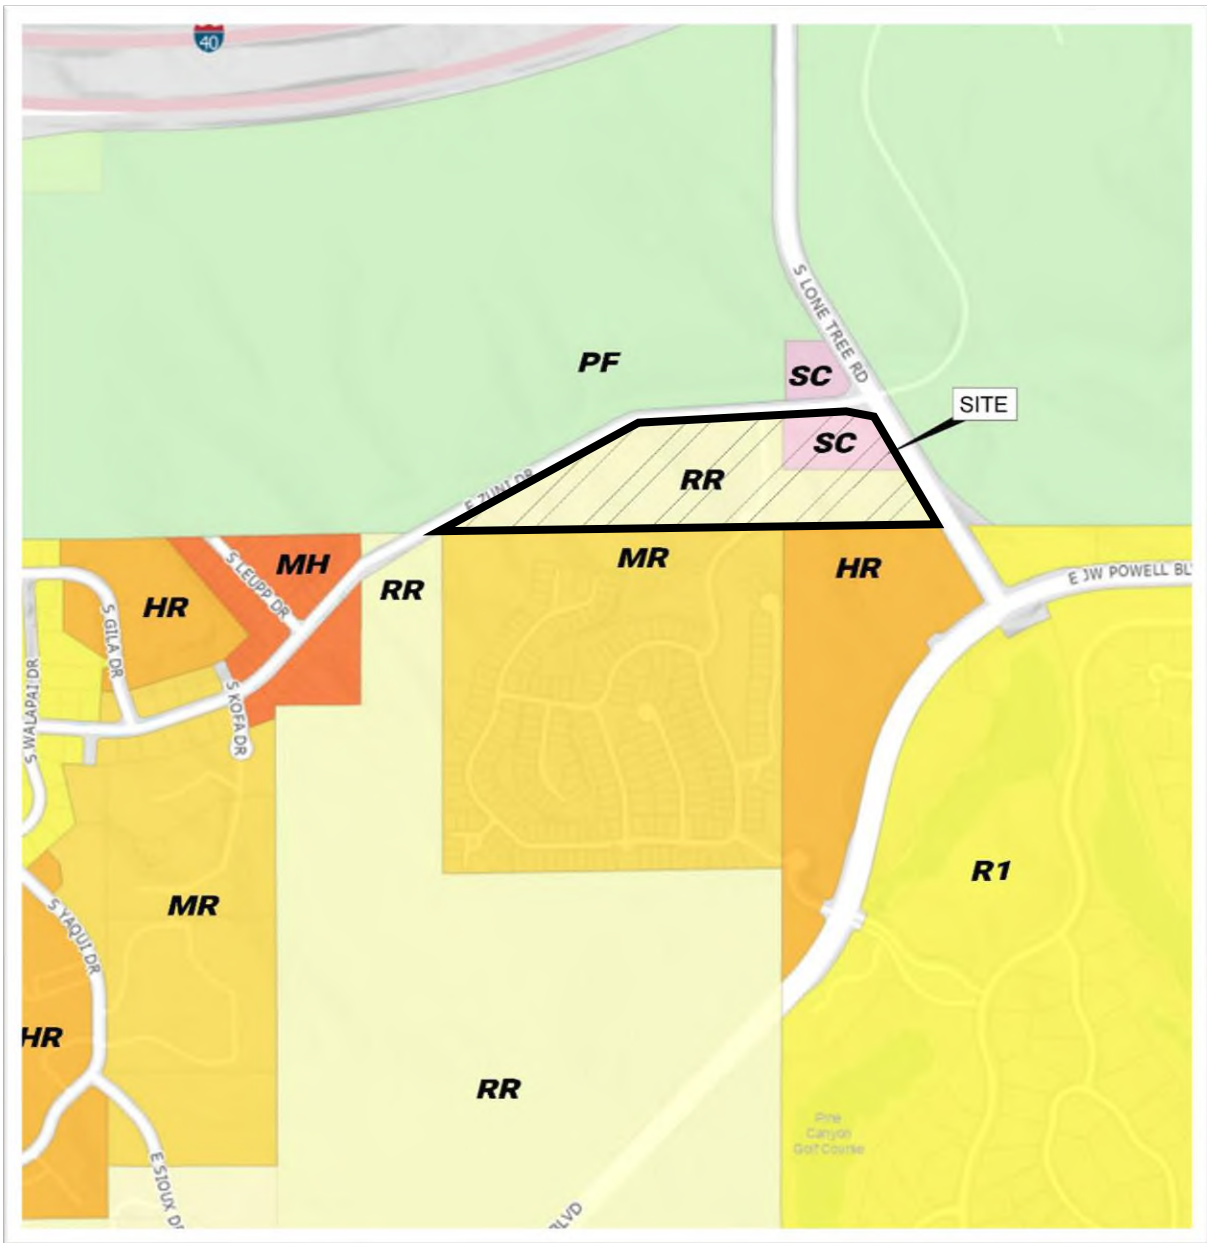 40
S LONE TREE RD
PF
SC
SITE
SC
RR
E ZUNI DR
MH
MR
HR
RR
S LEUPP DR
HR
E JW POWELL BL
S GILA DR
S WALAPAI DR
S KOFA DR
R1
MR
S YAQUI DR
HR
RR
Pine
Canyon
Golf Course
E SIOUX D
BLVD